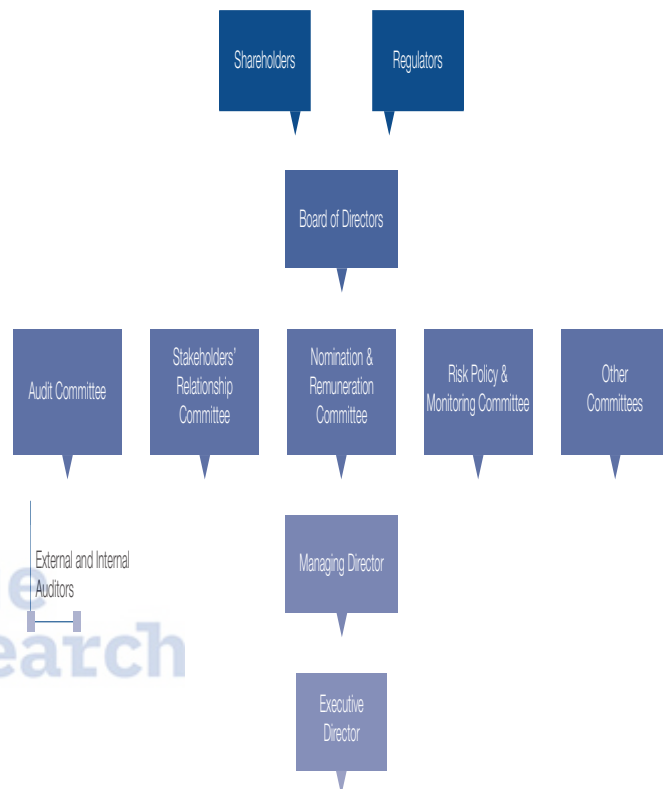 Shareholders
Regulators
Board of Directors
Audit Committee
Stakeholders'
Relationship
Committee
Nomination &
Remuneration
Committee
Risk Policy &
Monitoring Committee
Other
Committees
External and Internal
Auditors
Managing Director
Executive
Director